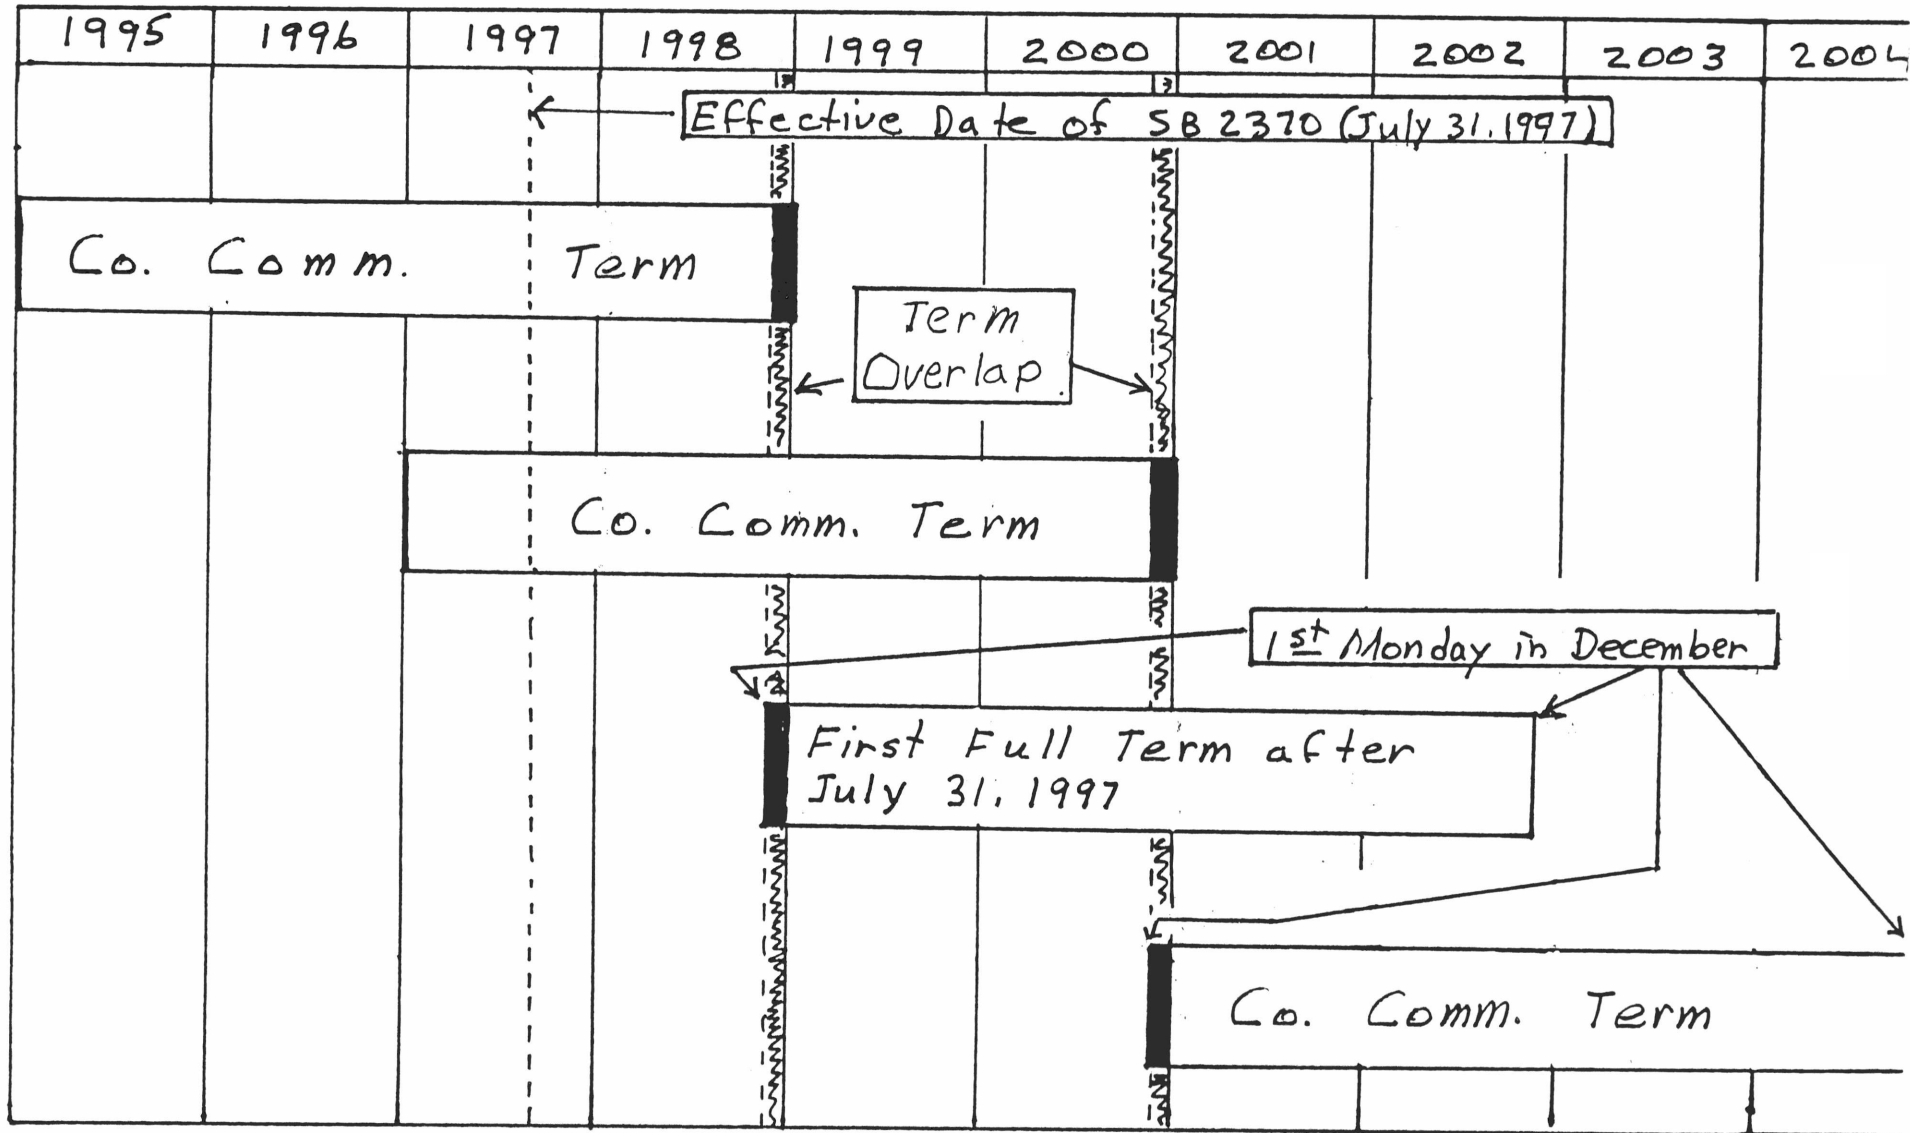 1995 1996 1997 1998 1999 2000 2001 2002 2003 2004
Effective Date of SB 2370 (July 31, 1997)
Co. Comm. Term
Term
Overlap
Co. Comm. Term
1st Monday in December
First Full Term after
July 31, 1997
Co. Comm. Term